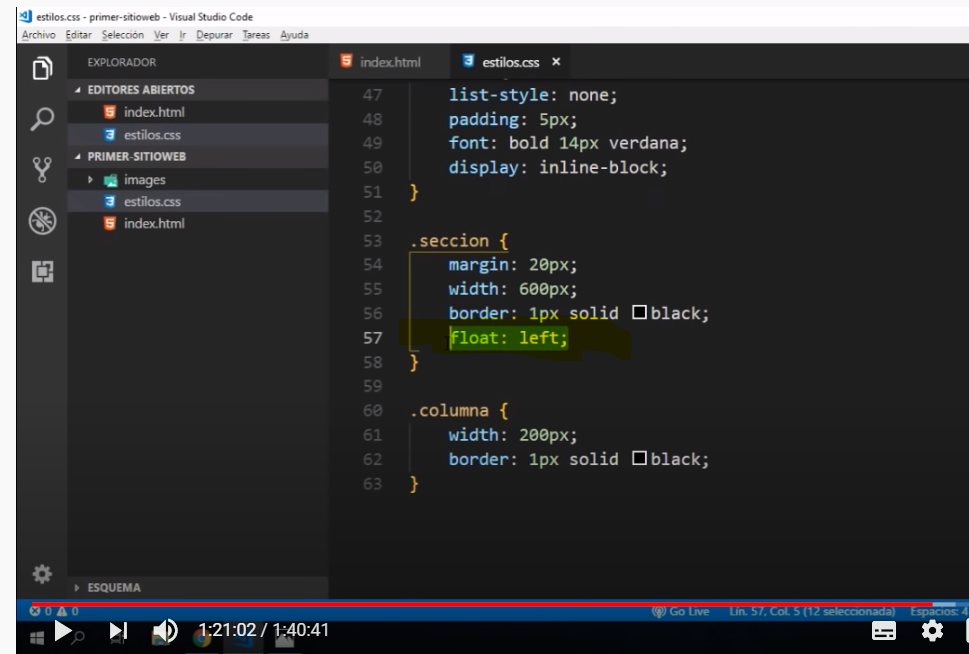 estilos.css - primer-sitioweb - Visual Studio Code
Archivo Editar Selección Ver Ir Depurar Tareas Ayuda
EXPLORADOR
EDITORES ABIERTOS
index.html
estilos.css
PRIMER-SITIOWEB
images
estilos.css
index.html
ESQUEMA
index.html estilos.css ×
47 list-style: none;
48 padding: 5px;
49 font: bold 14px verdana;
50 display: inline-block;
51 }
52
53 .seccion {
54 margin: 20px;
55 width: 600px;
56 border: 1px solid black;
57 float: left;
58 }
59
60 .columna {
61 width: 200px;
62 border: 1px solid black;
63 }
0 0 Go Live Lín. 57, Col. 5 (12 seleccionada) Espacios: 4
1:21:02 / 1:40:41